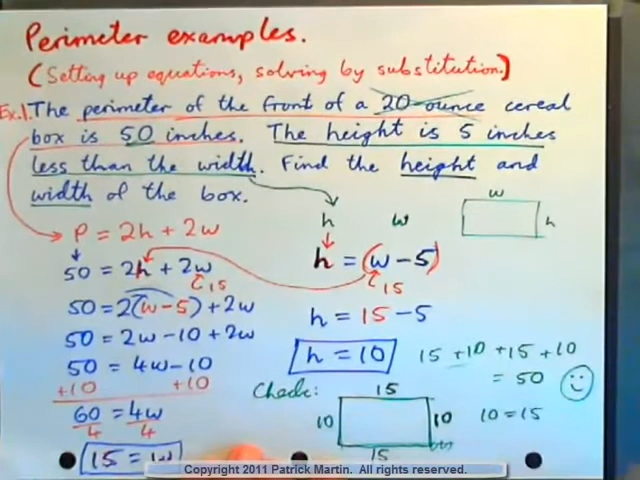 Perimeter examples.
(Setting up equations, solving by substitution.)
Ex.1. The perimeter of the front of a 20-ounce cereal
box is 50 inches. The height is 5 inches
less than the width. Find the height and
width of the box.
w
h
h w
P = 2h + 2w
50 = 2h + 2w
15
h = (w - 5)
15
50 = 2(w - 5) + 2w
h = 15 - 5
50 = 2w - 10 + 2w
h = 10
15 + 10 + 15 + 10
= 50
50 = 4w - 10
+10 +10
Check:
15
10 10
15
10 = 15
60 = 4w
4 4
15 = w
Copyright 2011 Patrick Martin. All rights reserved.